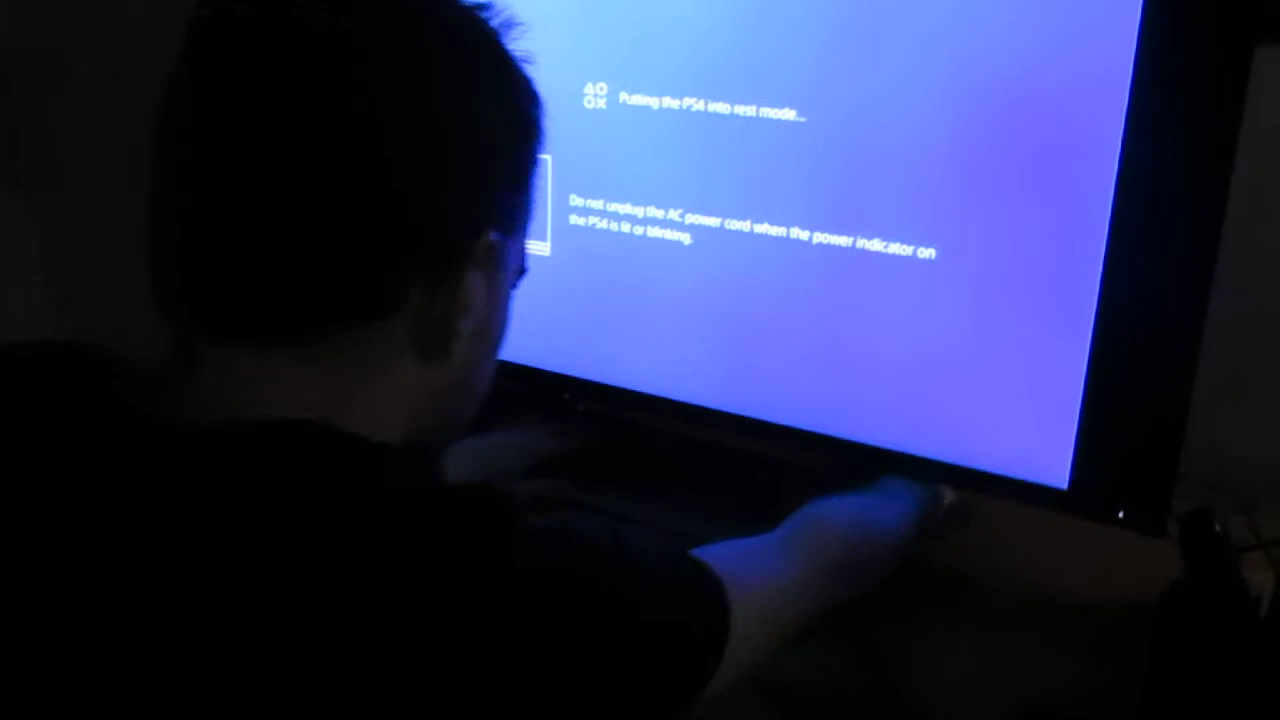 Putting the PS4 into rest mode...
Do not unplug the AC power cord when the power indicator on
the PS4 is lit or blinking.